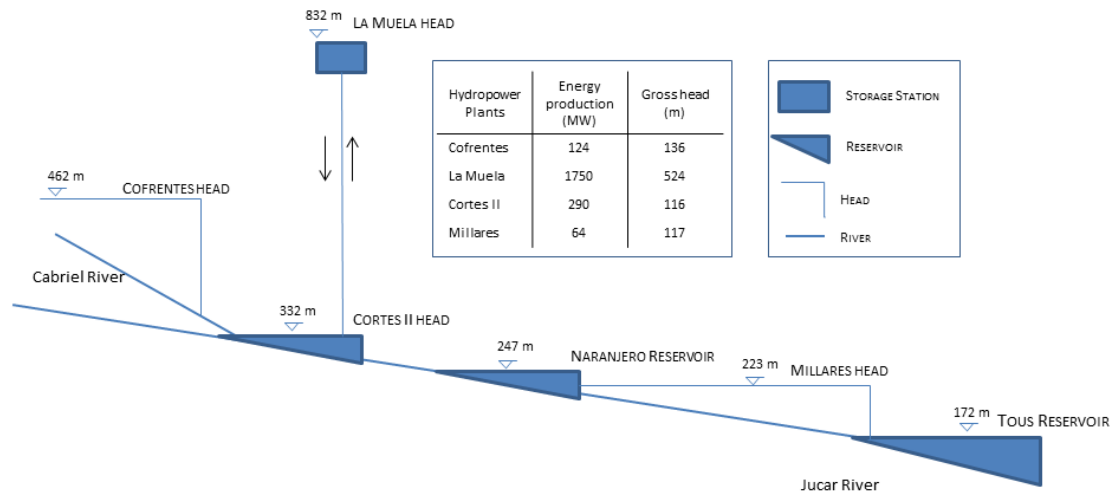 832 m
LA MUELA HEAD
Hydropower
Plants
Energy
production
(MW)
Gross head
(m)
Cofrentes 124 136
La Muela 1750 524
Cortes II 290 116
Millares 64 117
STORAGE STATION
RESERVOIR
HEAD
RIVER
462 m
COFRENTES HEAD
Cabriel River
332 m
CORTES II HEAD
247 m
NARANJERO RESERVOIR
223 m
MILLARES HEAD
172 m
TOUS RESERVOIR
Jucar River